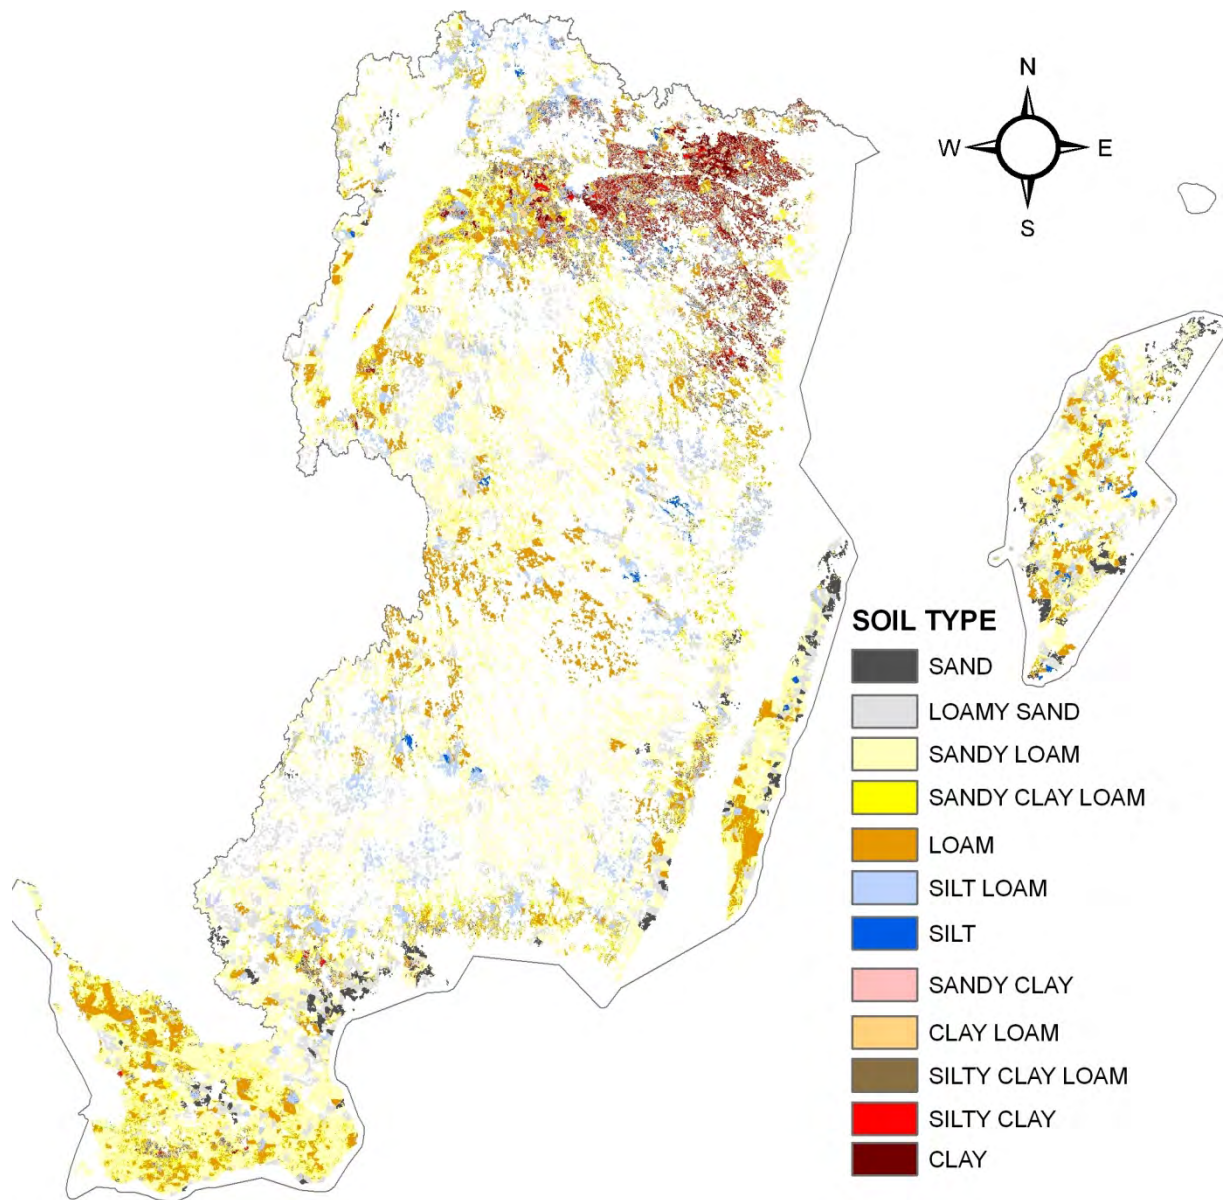 N
W E
S
SOIL TYPE
SAND
LOAMY SAND
SANDY LOAM
SANDY CLAY LOAM
LOAM
SILT LOAM
SILT
SANDY CLAY
CLAY LOAM
SILTY CLAY LOAM
SILTY CLAY
CLAY